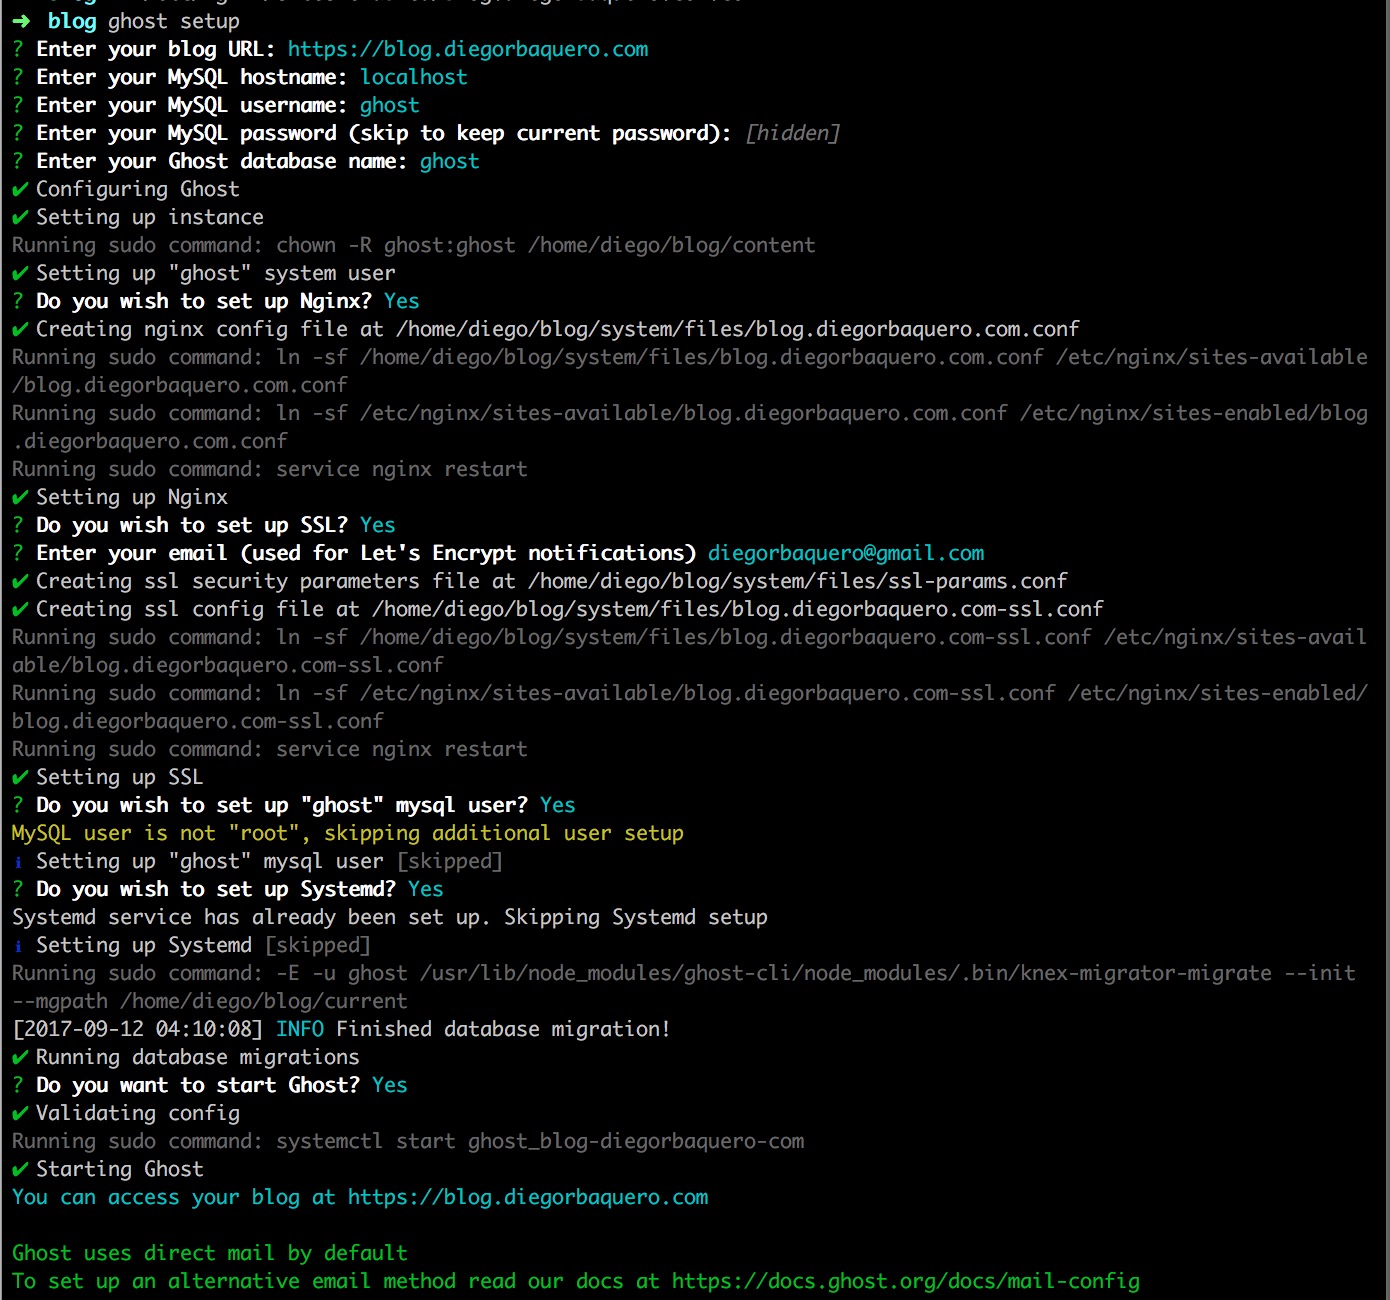 ➜ blog ghost setup
? Enter your blog URL: https://blog.diegorbaquero.com
? Enter your MySQL hostname: localhost
? Enter your MySQL username: ghost
? Enter your MySQL password (skip to keep current password): [hidden]
? Enter your Ghost database name: ghost
✔ Configuring Ghost
✔ Setting up instance
Running sudo command: chown -R ghost:ghost /home/diego/blog/content
✔ Setting up "ghost" system user
? Do you wish to set up Nginx? Yes
✔ Creating nginx config file at /home/diego/blog/system/files/blog.diegorbaquero.com.conf
Running sudo command: ln -sf /home/diego/blog/system/files/blog.diegorbaquero.com.conf /etc/nginx/sites-available
/blog.diegorbaquero.com.conf
Running sudo command: ln -sf /etc/nginx/sites-available/blog.diegorbaquero.com.conf /etc/nginx/sites-enabled/blog
.diegorbaquero.com.conf
Running sudo command: service nginx restart
✔ Setting up Nginx
? Do you wish to set up SSL? Yes
? Enter your email (used for Let's Encrypt notifications) diegorbaquero@gmail.com
✔ Creating ssl security parameters file at /home/diego/blog/system/files/ssl-params.conf
✔ Creating ssl config file at /home/diego/blog/system/files/blog.diegorbaquero.com-ssl.conf
Running sudo command: ln -sf /home/diego/blog/system/files/blog.diegorbaquero.com-ssl.conf /etc/nginx/sites-avail
able/blog.diegorbaquero.com-ssl.conf
Running sudo command: ln -sf /etc/nginx/sites-available/blog.diegorbaquero.com-ssl.conf /etc/nginx/sites-enabled/
blog.diegorbaquero.com-ssl.conf
Running sudo command: service nginx restart
✔ Setting up SSL
? Do you wish to set up "ghost" mysql user? Yes
MySQL user is not "root", skipping additional user setup
ℹ Setting up "ghost" mysql user [skipped]
? Do you wish to set up Systemd? Yes
Systemd service has already been set up. Skipping Systemd setup
ℹ Setting up Systemd [skipped]
Running sudo command: -E -u ghost /usr/lib/node_modules/ghost-cli/node_modules/.bin/knex-migrator-migrate --init
--mgpath /home/diego/blog/current
[2017-09-12 04:10:08] INFO Finished database migration!
✔ Running database migrations
? Do you want to start Ghost? Yes
✔ Validating config
Running sudo command: systemctl start ghost_blog-diegorbaquero-com
✔ Starting Ghost
You can access your blog at https://blog.diegorbaquero.com
Ghost uses direct mail by default
To set up an alternative email method read our docs at https://docs.ghost.org/docs/mail-config